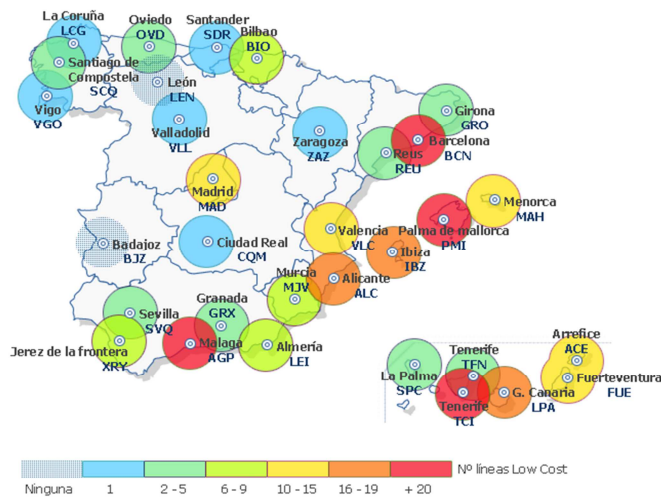 La Coruña
LCG
Oviedo
OVD
Santander
SDR
Bilbao
BIO
Santiago de
Compostela
SCQ
León
LEN
Vigo
VGO
Valladolid
VLL
Zaragoza
ZAZ
Girona
GRO
Barcelona
BCN
Reus
REU
Madrid
MAD
Menorca
MAH
Palma de mallorca
PMI
Valencia
VLC
Ibiza
IBZ
Badajoz
BJZ
Ciudad Real
CQM
Murcia
MJV
Alicante
ALC
Sevilla
SVQ
Granada
GRX
Jerez de la frontera
XRY
Malaga
AGP
Almería
LEI
Arrefice
ACE
Tenerife
TFN
La Palma
SPC
Fuerteventura
FUE
G. Canaria
LPA
Tenerife
TCI
Nº líneas Low Cost
Ninguna
1
2 - 5
6 - 9
10 - 15
16 - 19
+ 20